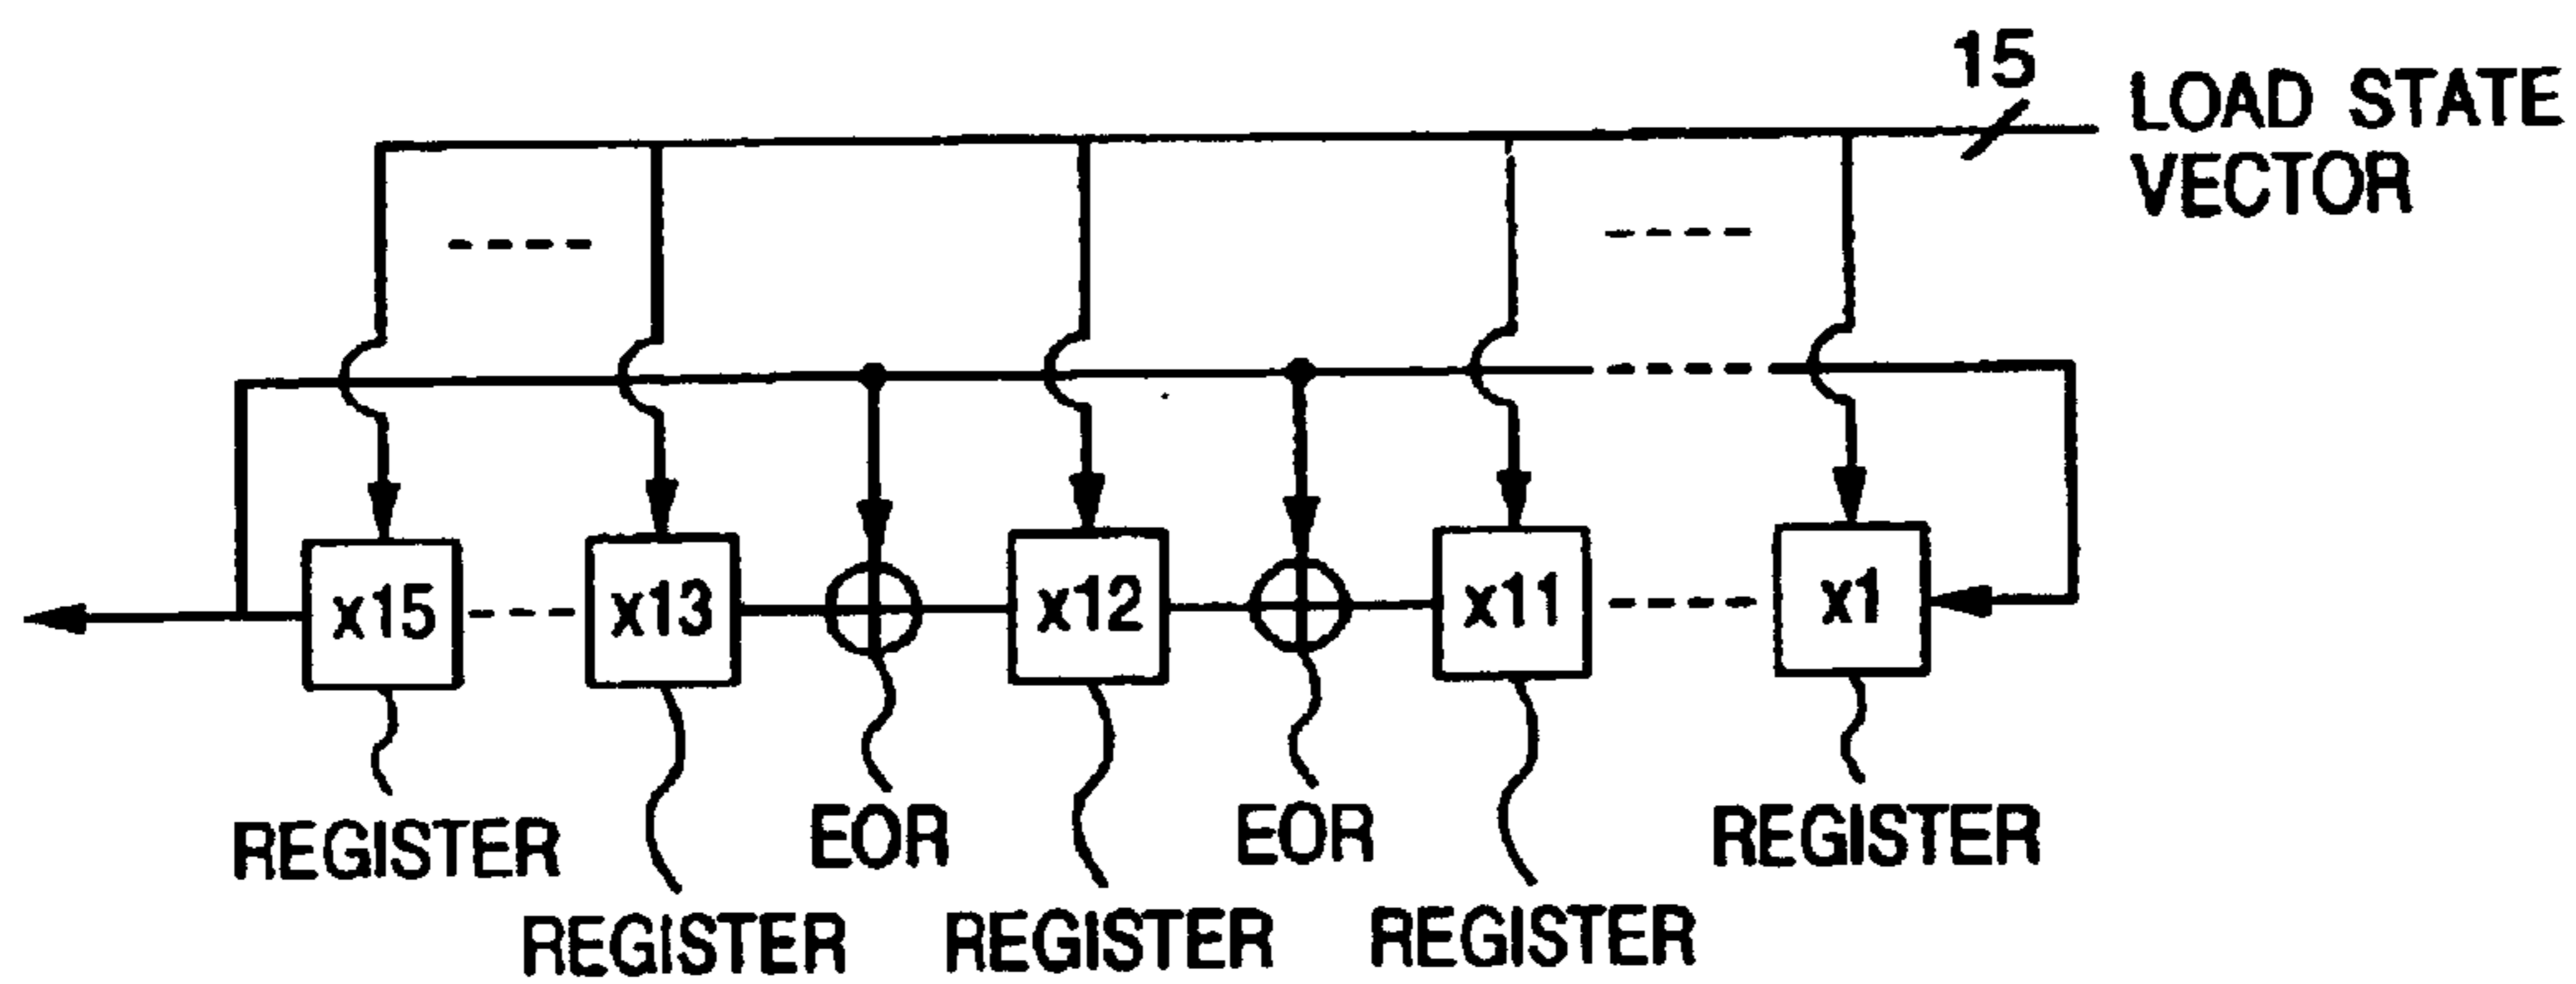 15
LOAD STATE
VECTOR
x15
x13
x12
x11
x1
REGISTER
EOR
EOR
REGISTER
REGISTER
REGISTER
REGISTER